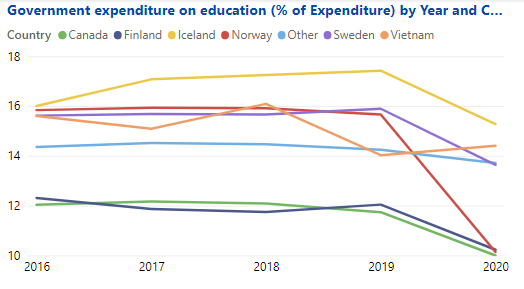 Government expenditure on education (% of Expenditure) by Year and C...
Country Canada Finland Iceland Norway Other Sweden Vietnam
18
16
14
12
10
2016 2017 2018 2019 2020